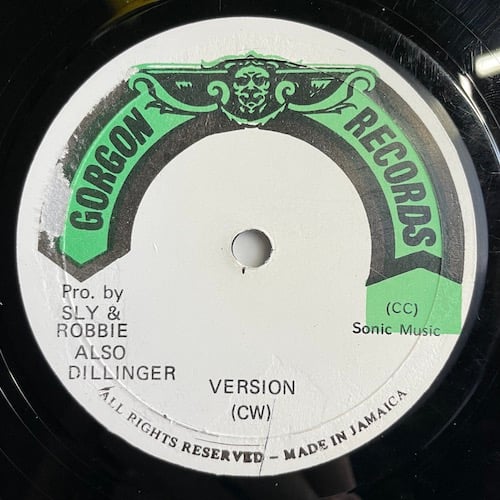 GORGON RECORDS
Pro. by
SLY &
ROBBIE
ALSO
DILLINGER
(CC)
Sonic Music
VERSION
(CW)
ALL RIGHTS RESERVED – MADE IN JAMAICA